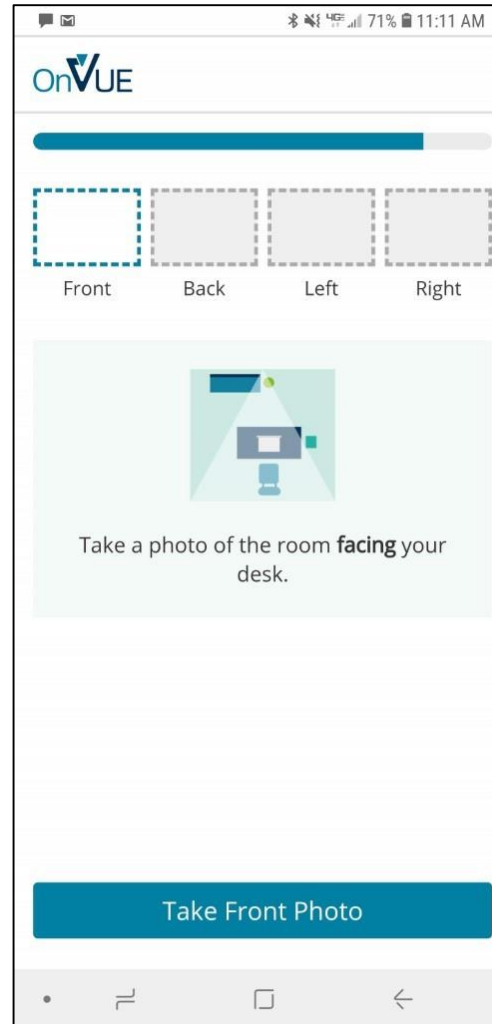 4GE 71% 11:11 AM
OnVUE
Front Back Left Right
Take a photo of the room facing your
desk.
Take Front Photo